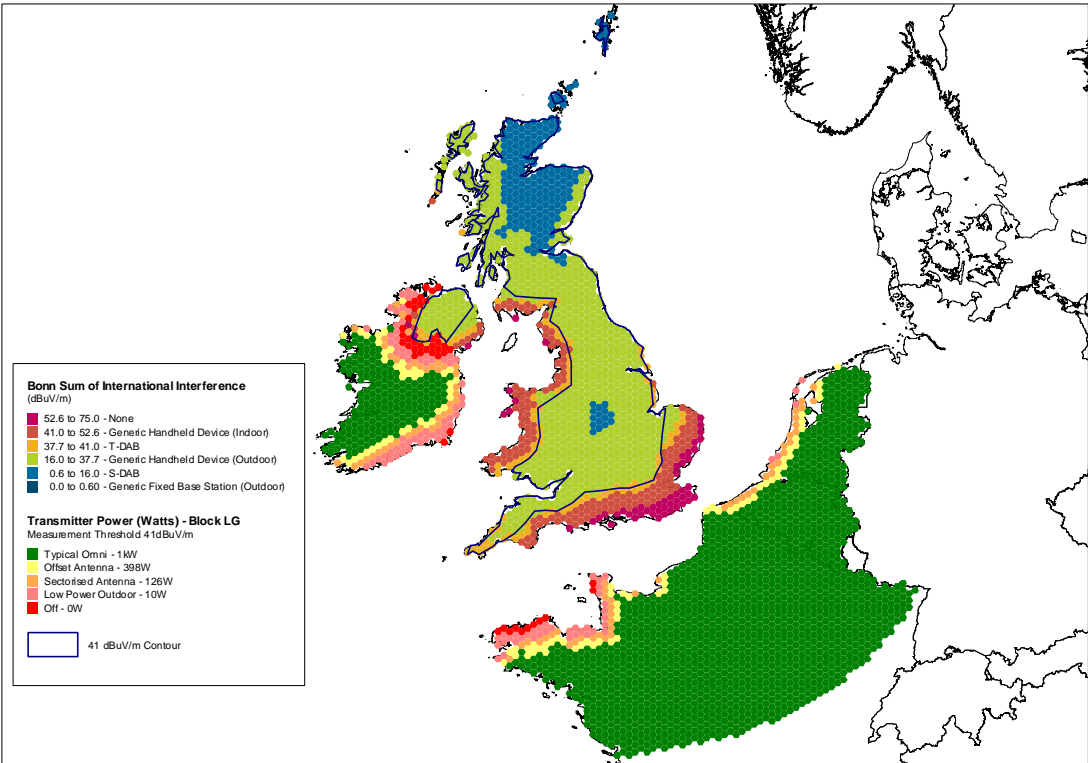 Bonn Sum of International Interference
(dBuV/m)
52.6 to 75.0 - None
41.0 to 52.6 - Generic Handheld Device (Indoor)
37.7 to 41.0 - T-DAB
16.0 to 37.7 - Generic Handheld Device (Outdoor)
0.6 to 16.0 - S-DAB
0.0 to 0.60 - Generic Fixed Base Station (Outdoor)
Transmitter Power (Watts) - Block LG
Measurement Threshold 41dBuV/m
Typical Omni - 1kW
Offset Antenna - 398W
Sectorised Antenna - 126W
Low Power Outdoor - 10W
Off - 0W
41 dBuV/m Contour